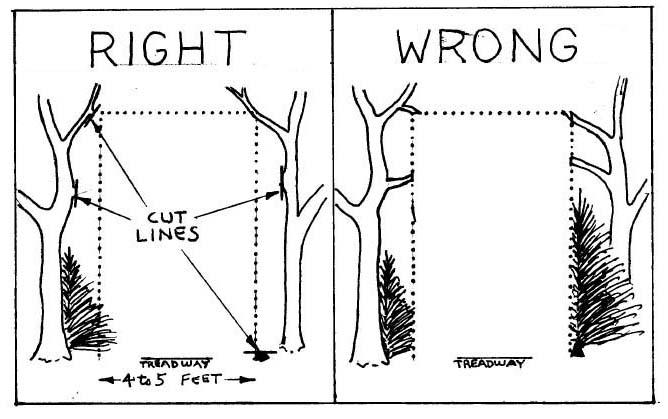 RIGHT
CUT
LINES
TREADWAY
4 to 5 FEET
WRONG
TREADWAY